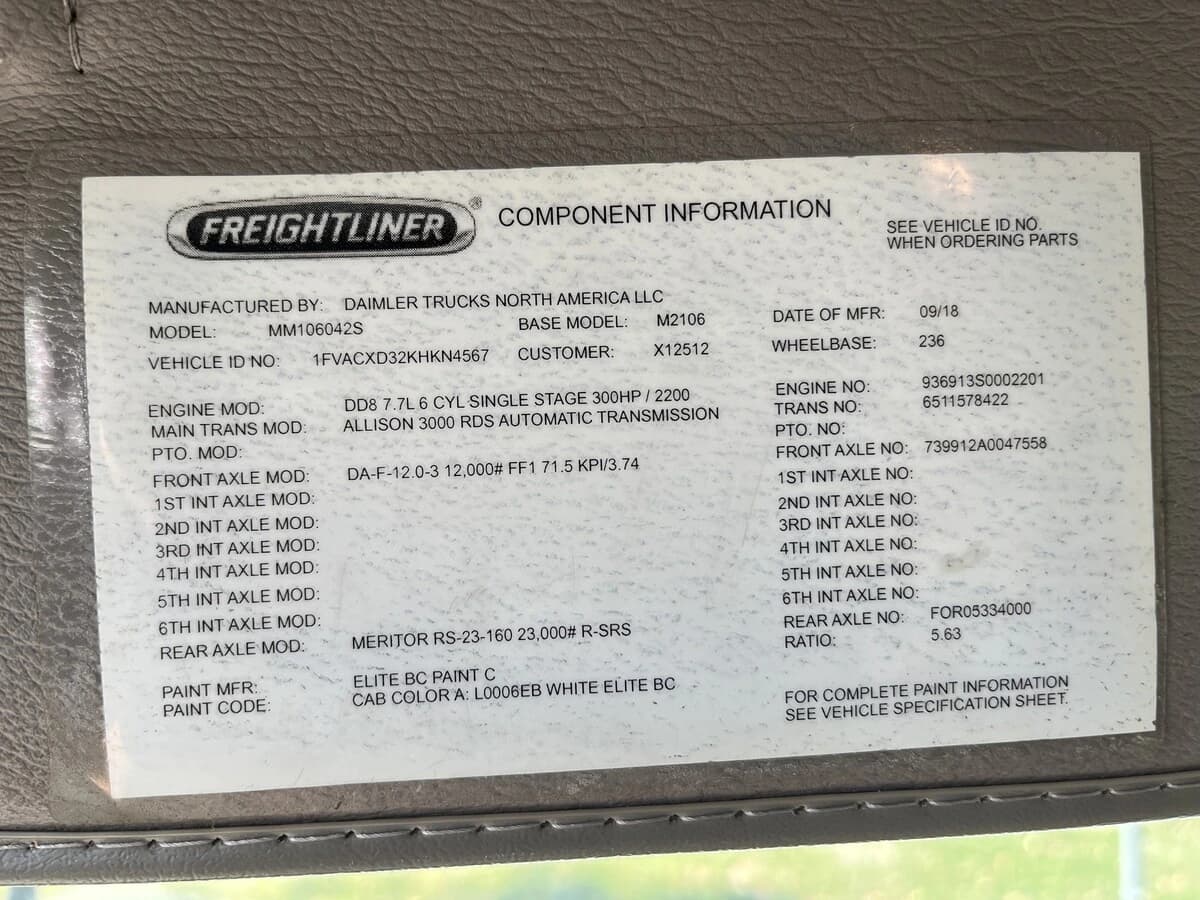 FREIGHTLINER® COMPONENT INFORMATION
SEE VEHICLE ID NO.
WHEN ORDERING PARTS
MANUFACTURED BY: DAIMLER TRUCKS NORTH AMERICA LLC
MODEL: MM106042S BASE MODEL: M2106 DATE OF MFR: 09/18
VEHICLE ID NO: 1FVACXD32KHKN4567 CUSTOMER: X12512 WHEELBASE: 236
ENGINE MOD: DD8 7.7L 6 CYL SINGLE STAGE 300HP / 2200 ENGINE NO: 936913S0002201
MAIN TRANS MOD: ALLISON 3000 RDS AUTOMATIC TRANSMISSION TRANS NO: 6511578422
PTO. MOD: PTO. NO:
FRONT AXLE MOD: DA-F-12.0-3 12,000# FF1 71.5 KPI/3.74 FRONT AXLE NO: 739912A0047558
1ST INT AXLE MOD: 1ST INT AXLE NO:
2ND INT AXLE MOD: 2ND INT AXLE NO:
3RD INT AXLE MOD: 3RD INT AXLE NO:
4TH INT AXLE MOD: 4TH INT AXLE NO:
5TH INT AXLE MOD: 5TH INT AXLE NO:
6TH INT AXLE MOD: 6TH INT AXLE NO:
REAR AXLE MOD: MERITOR RS-23-160 23,000# R-SRS REAR AXLE NO: FOR05334000
RATIO: 5.63
PAINT MFR: ELITE BC PAINT C
PAINT CODE: CAB COLOR A: L0006EB WHITE ELITE BC
FOR COMPLETE PAINT INFORMATION
SEE VEHICLE SPECIFICATION SHEET.